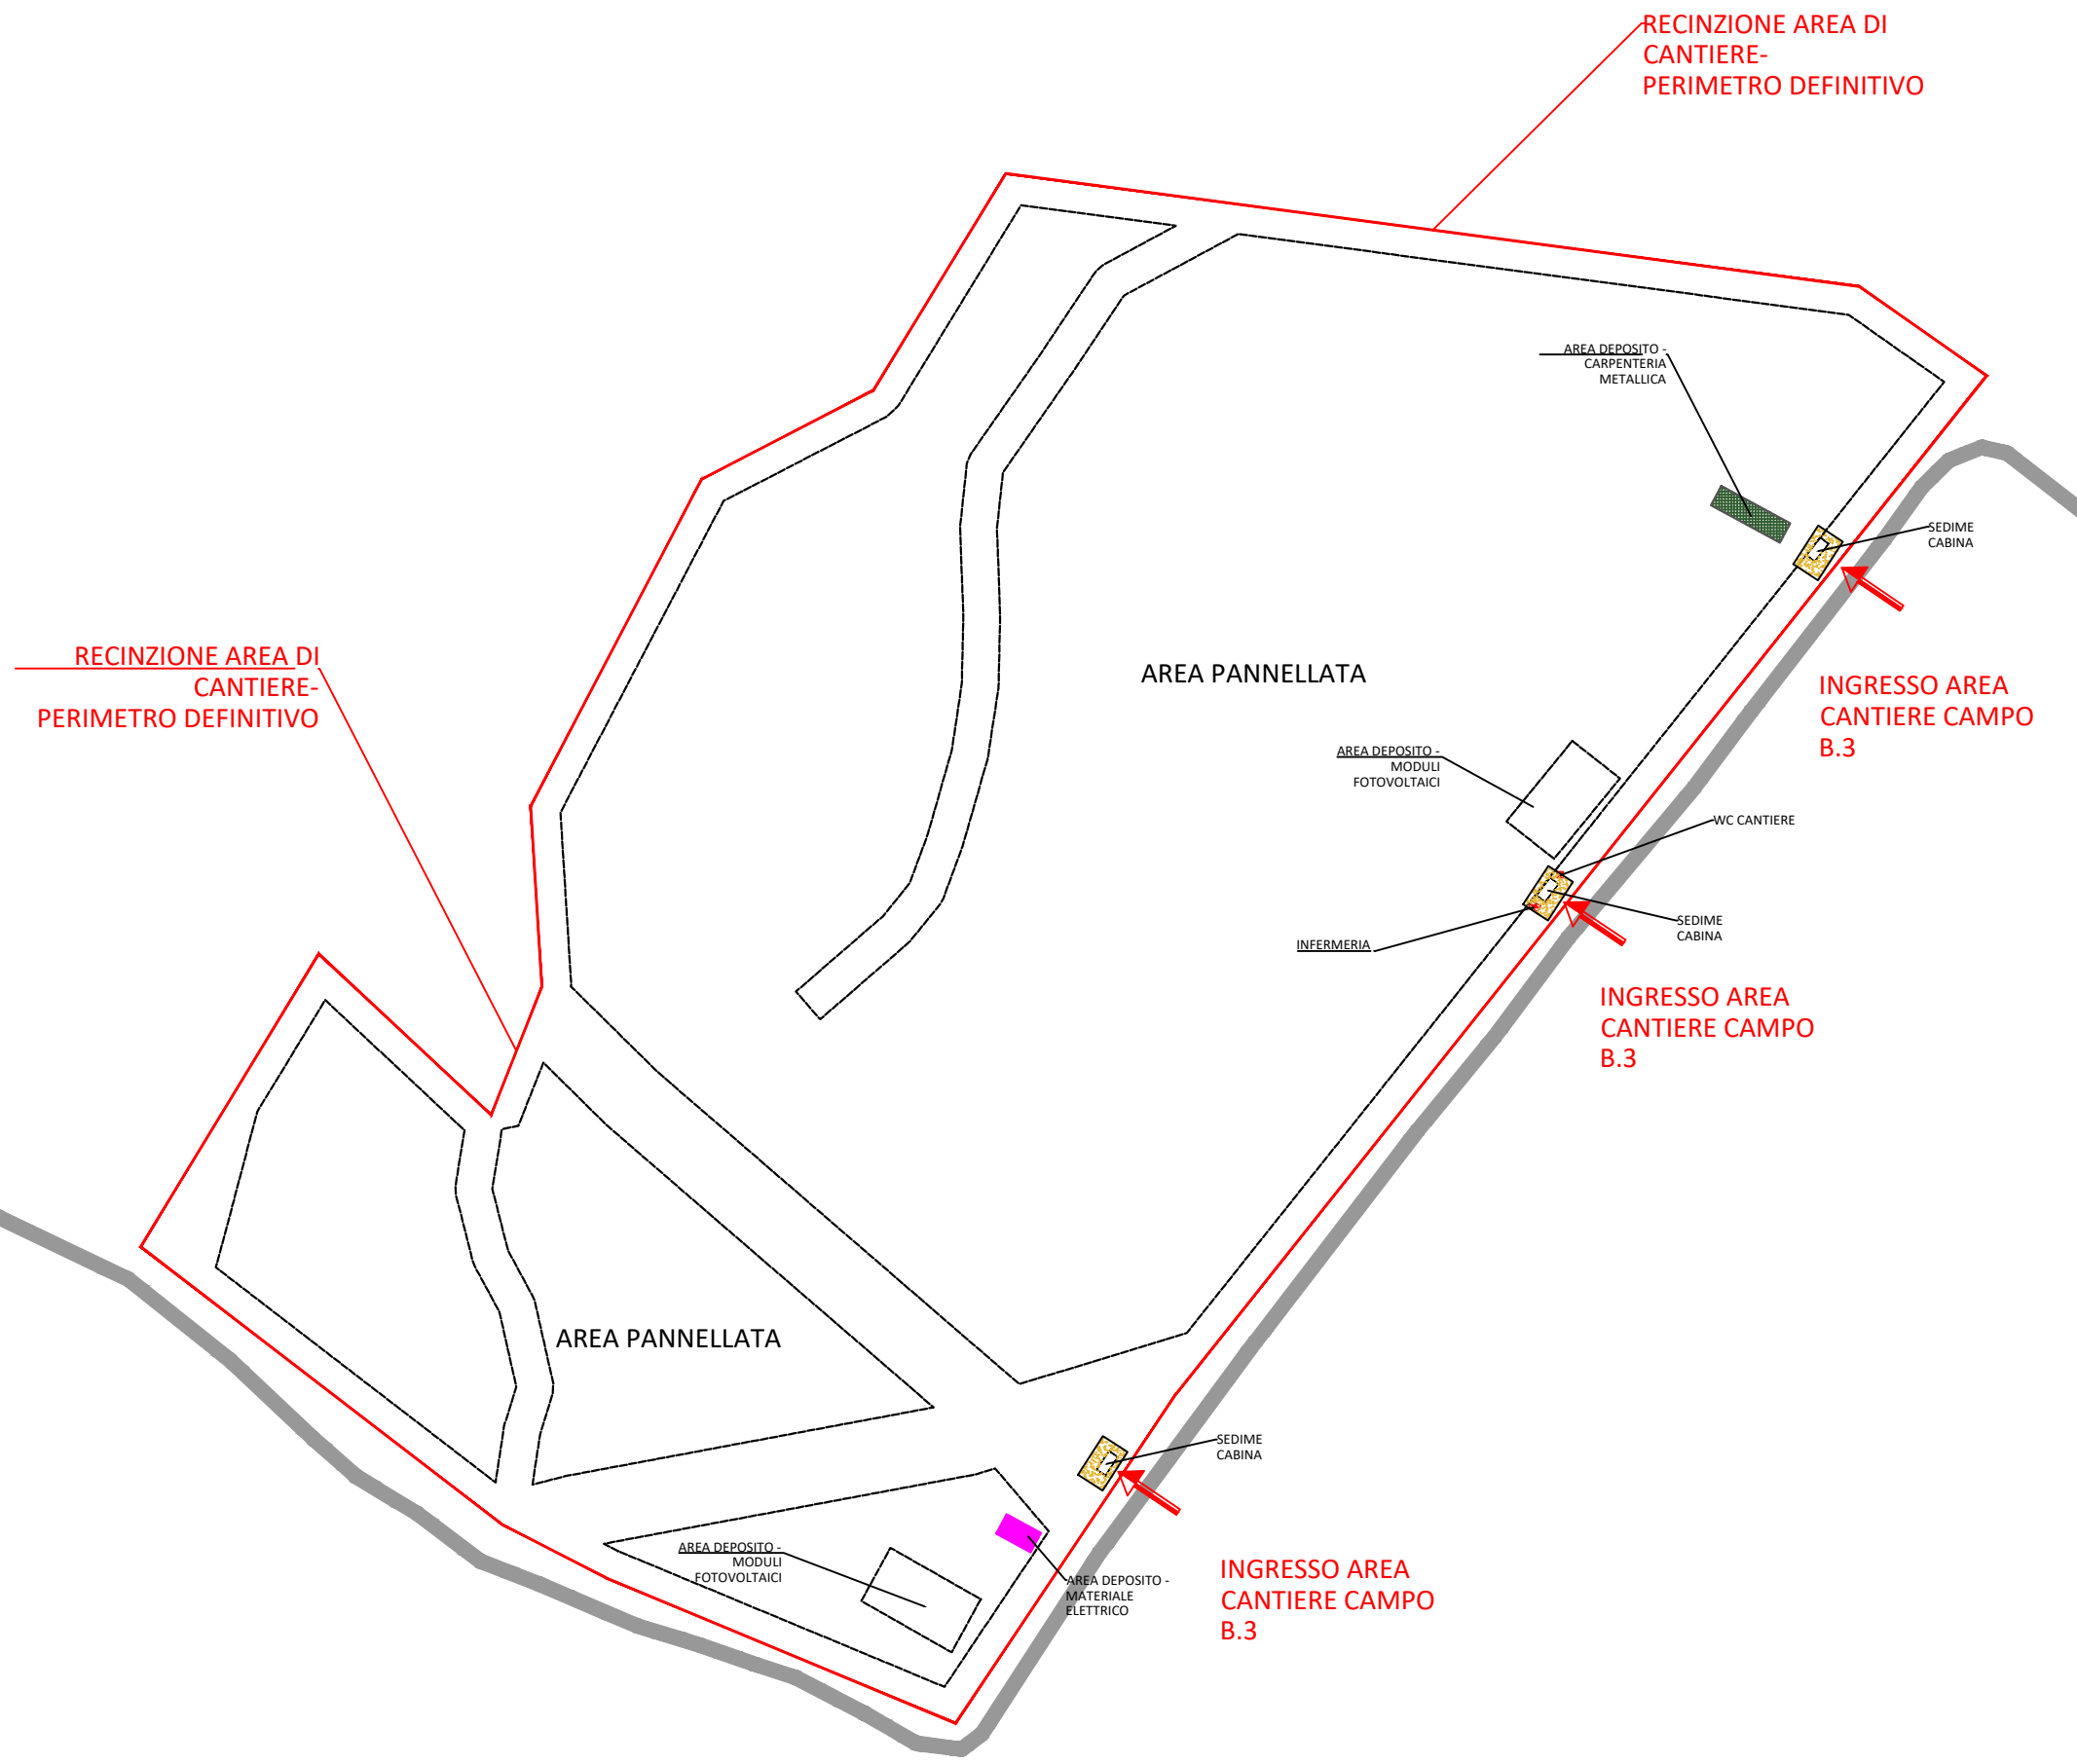 RECINZIONE AREA DI
CANTIERE-
PERIMETRO DEFINITIVO
AREA DEPOSITO -
CARPENTERIA
METALLICA
SEDIME
CABINA
RECINZIONE AREA DI
CANTIERE-
PERIMETRO DEFINITIVO
AREA PANNELLATA
INGRESSO AREA
CANTIERE CAMPO
B.3
AREA DEPOSITO -
MODULI
FOTOVOLTAICI
WC CANTIERE
SEDIME
CABINA
INFERMERIA
INGRESSO AREA
CANTIERE CAMPO
B.3
AREA PANNELLATA
SEDIME
CABINA
AREA DEPOSITO -
MODULI
FOTOVOLTAICI
AREA DEPOSITO -
MATERIALE
ELETTRICO
INGRESSO AREA
CANTIERE CAMPO
B.3